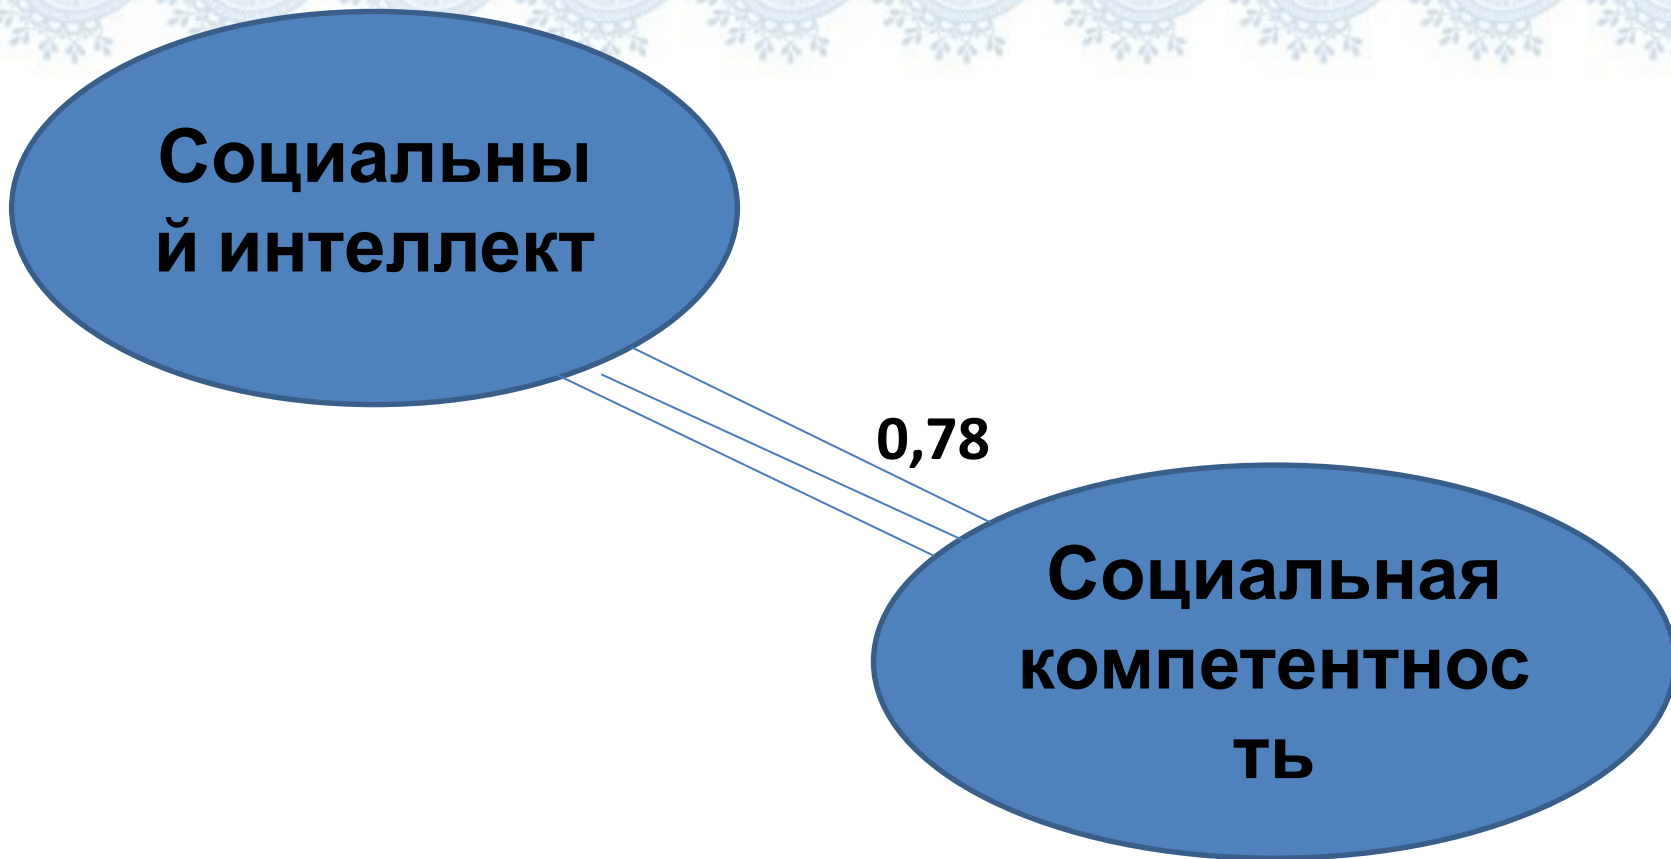 Социальны
й интеллект
0,78
Социальная
компетентнос
ть